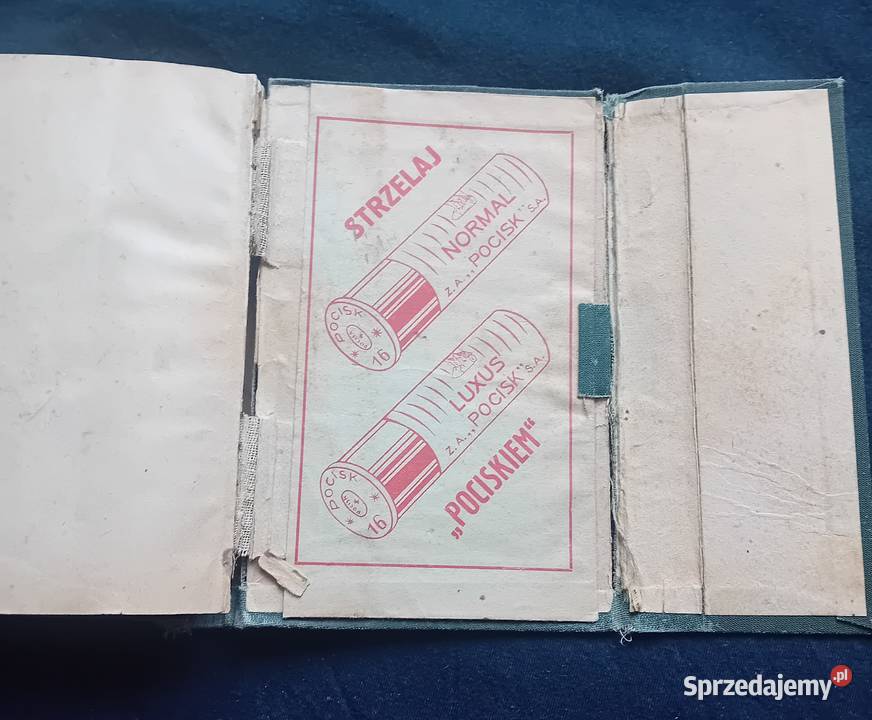 STRZELAJ
NORMAL
Z.A. „POCISK" S.A.
POCISK
16
LUXUS
Z.A. „POCISK" S.A.
POCISK
16
„POCISKIEM"
Sprzedajemy.pl